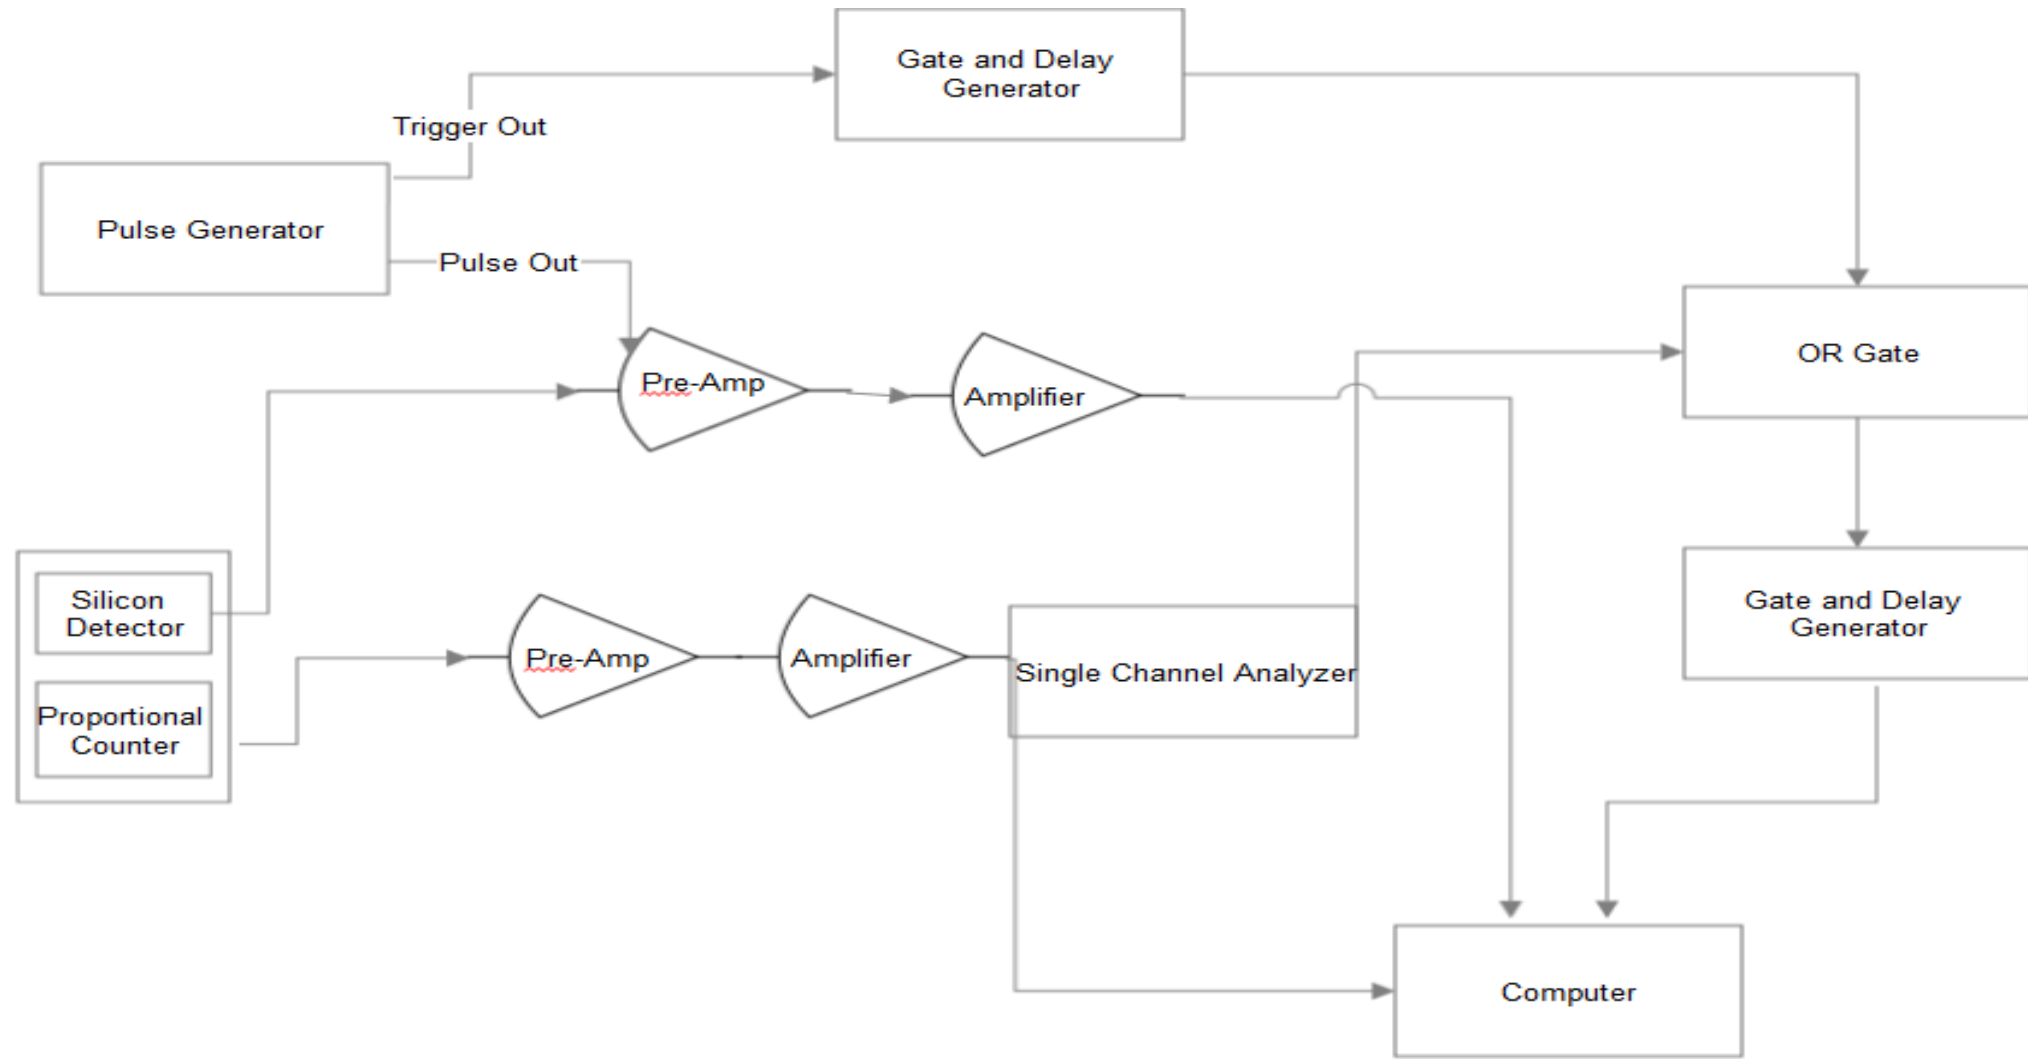 Gate and Delay
Generator
Trigger Out
Pulse Generator
Pulse Out
OR Gate
Pre-Amp
Amplifier
Silicon
Detector
Gate and Delay
Generator
Pre-Amp
Amplifier
Single Channel Analyzer
Proportional
Counter
Computer